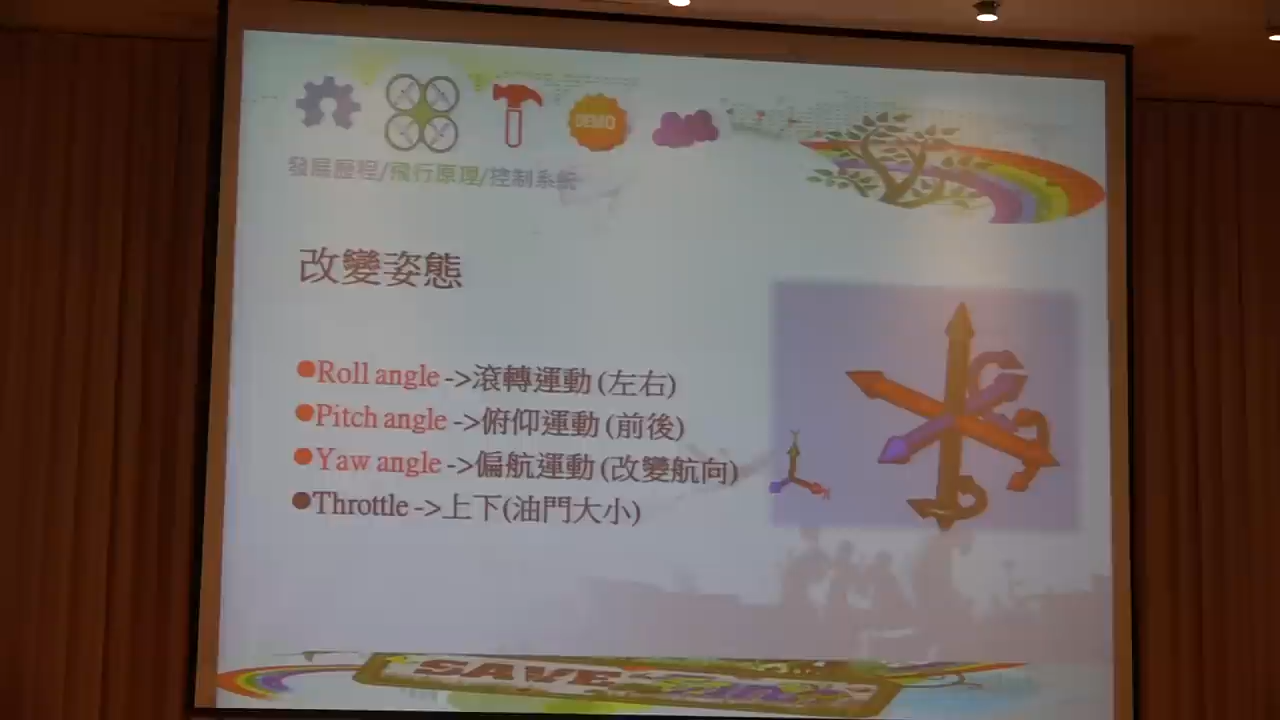 DEMO
發展歷程/飛行原理/控制系統
改變姿態
●Roll angle ->滾轉運動 (左右)
●Pitch angle ->俯仰運動 (前後)
●Yaw angle ->偏航運動 (改變航向)
●Throttle ->上下(油門大小)
Y
X
SAVE